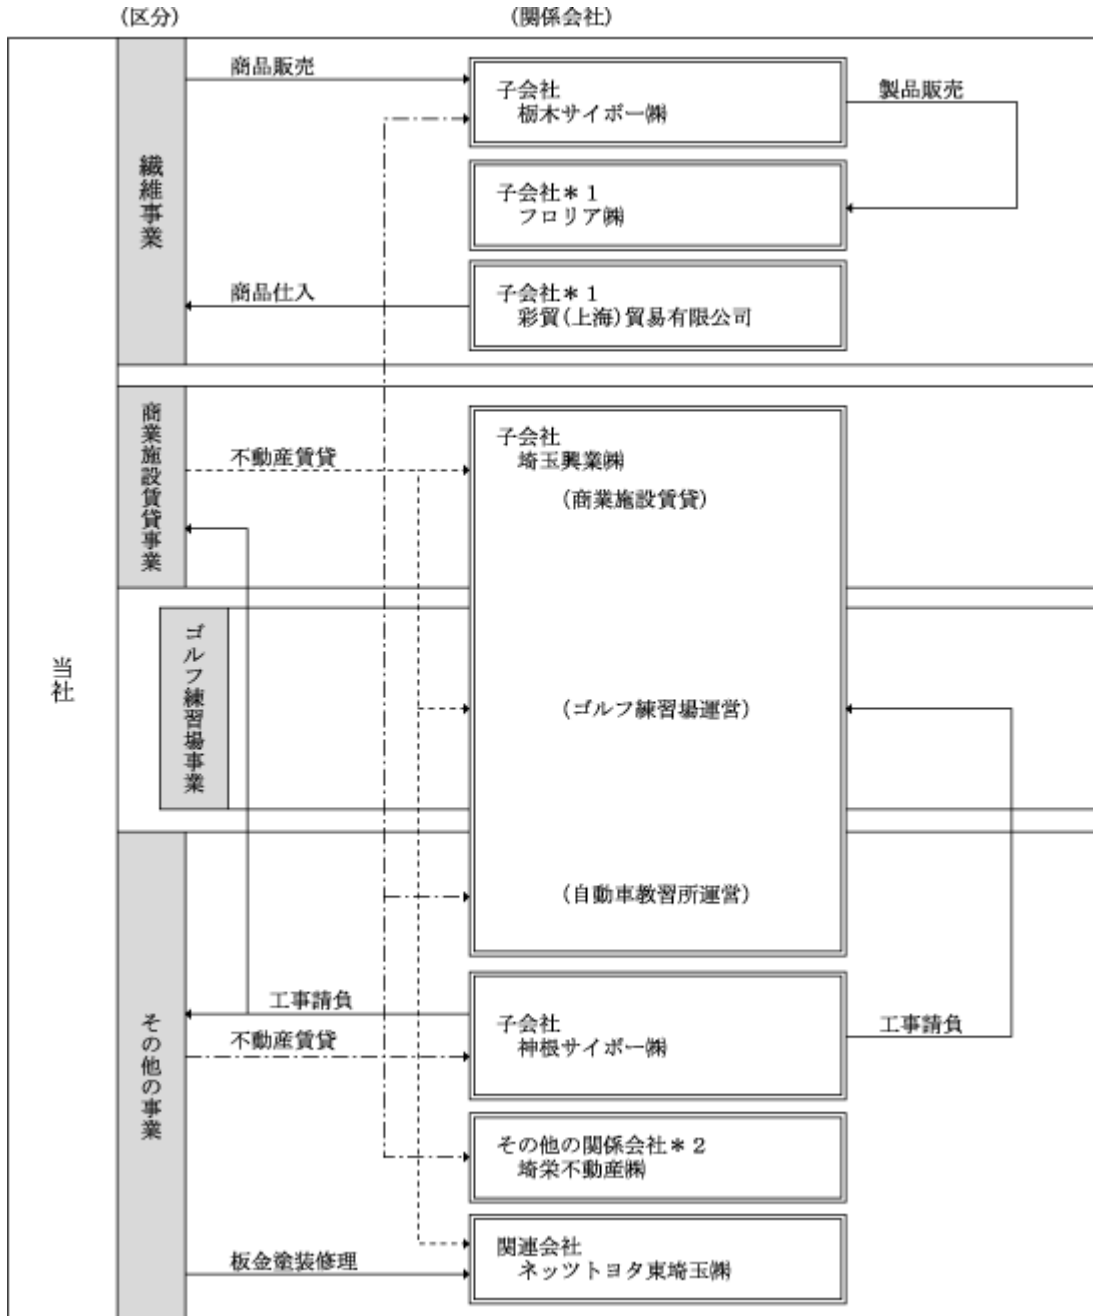 (区分)
(関係会社)
当社
繊維事業
商品販売
子会社
栃木サイボー㈱
製品販売
子会社＊1
フロリア㈱
商品仕入
子会社＊1
彩貿(上海)貿易有限公司
商業施設賃貸事業
不動産賃貸
子会社
埼玉興業㈱
(商業施設賃貸)
ゴルフ練習場事業
(ゴルフ練習場運営)
(自動車教習所運営)
その他の事業
工事請負
不動産賃貸
子会社
神根サイボー㈱
工事請負
その他の関係会社＊2
埼栄不動産㈱
板金塗装修理
関連会社
ネッツトヨタ東埼玉㈱